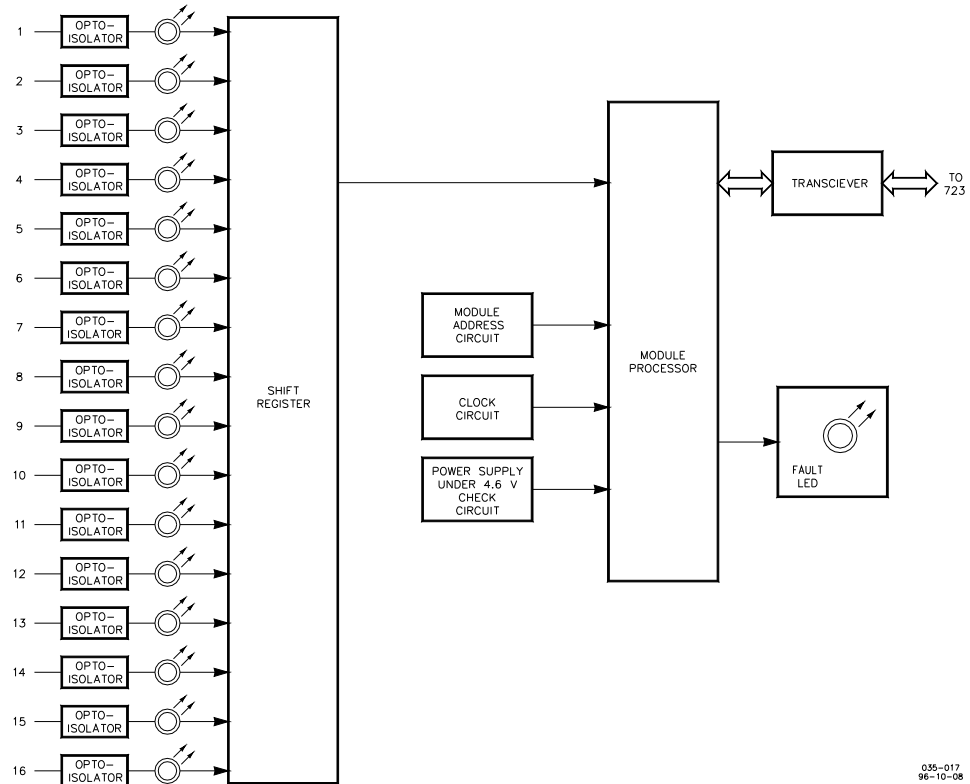 1 OPTO-
ISOLATOR
2 OPTO-
ISOLATOR
3 OPTO-
ISOLATOR
4 OPTO-
ISOLATOR
5 OPTO-
ISOLATOR
6 OPTO-
ISOLATOR
7 OPTO-
ISOLATOR
8 OPTO-
ISOLATOR
9 OPTO-
ISOLATOR
10 OPTO-
ISOLATOR
11 OPTO-
ISOLATOR
12 OPTO-
ISOLATOR
13 OPTO-
ISOLATOR
14 OPTO-
ISOLATOR
15 OPTO-
ISOLATOR
16 OPTO-
ISOLATOR
SHIFT
REGISTER
MODULE
ADDRESS
CIRCUIT
CLOCK
CIRCUIT
POWER SUPPLY
UNDER 4.6 V
CHECK
CIRCUIT
MODULE
PROCESSOR
TRANSCIEVER
TO
723
FAULT
LED
035-017
96-10-08